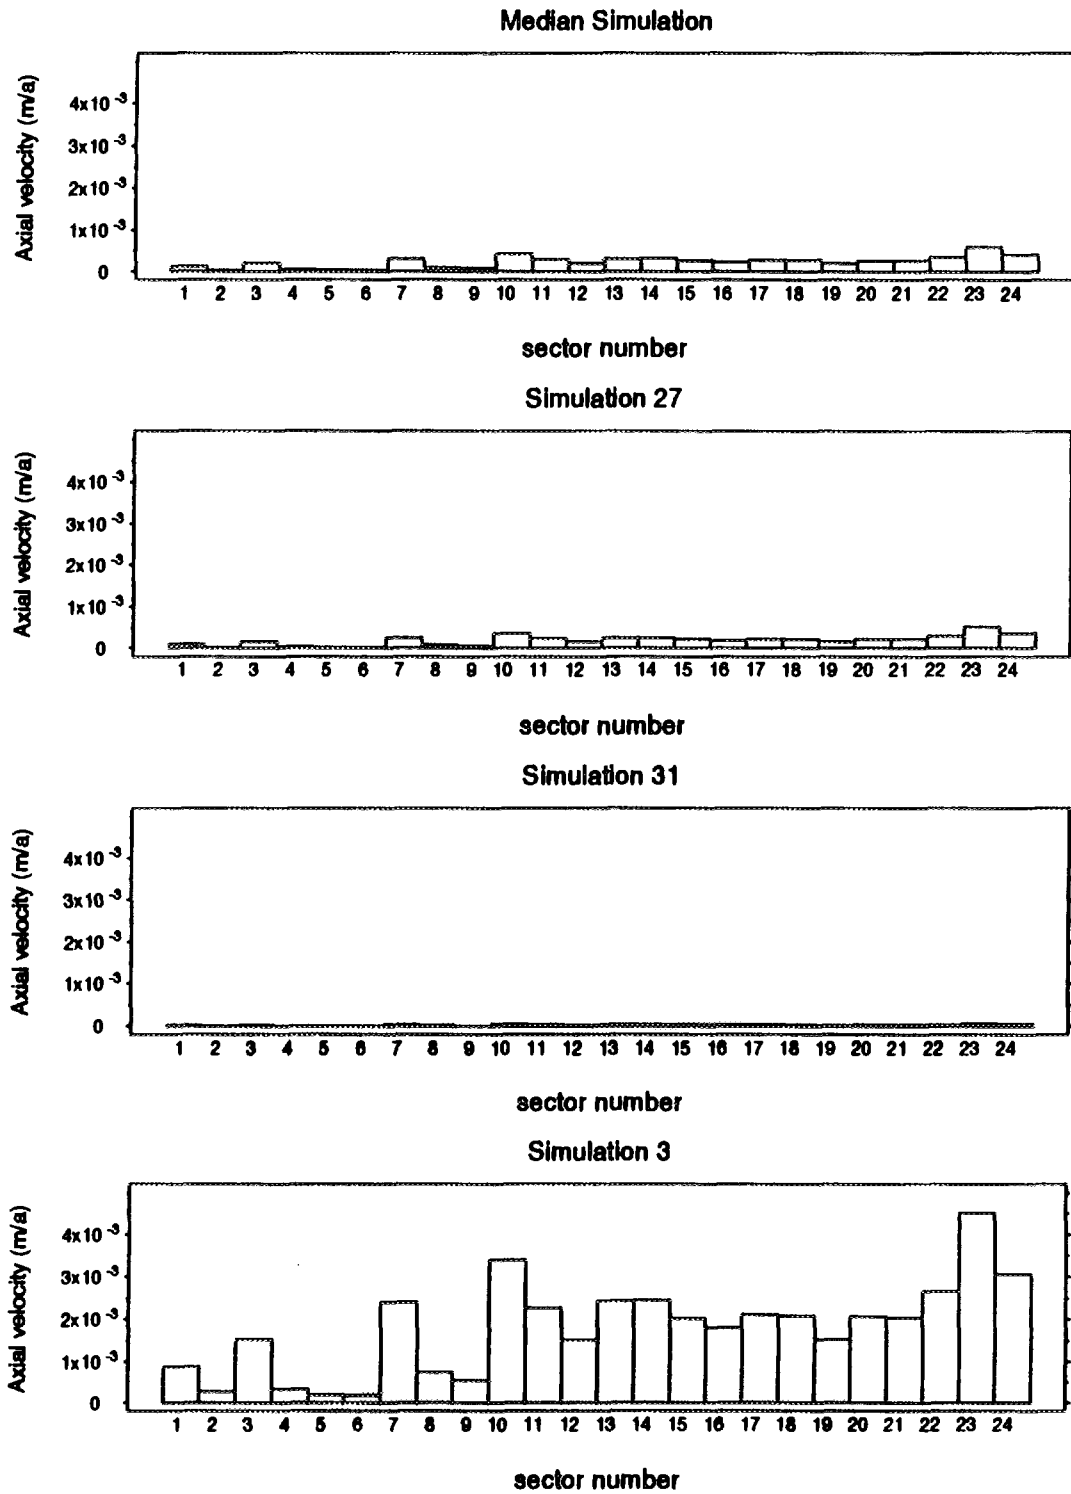 Median Simulation
Axial velocity (m/a)
4x10 -3
3x10 -3
2x10 -3
1x10 -3
0
1 2 3 4 5 6 7 8 9 10 11 12 13 14 15 16 17 18 19 20 21 22 23 24
sector number
Simulation 27
Axial velocity (m/a)
4x10 -3
3x10 -3
2x10 -3
1x10 -3
0
1 2 3 4 5 6 7 8 9 10 11 12 13 14 15 16 17 18 19 20 21 22 23 24
sector number
Simulation 31
Axial velocity (m/a)
4x10 -3
3x10 -3
2x10 -3
1x10 -3
0
1 2 3 4 5 6 7 8 9 10 11 12 13 14 15 16 17 18 19 20 21 22 23 24
sector number
Simulation 3
Axial velocity (m/a)
4x10 -3
3x10 -3
2x10 -3
1x10 -3
0
1 2 3 4 5 6 7 8 9 10 11 12 13 14 15 16 17 18 19 20 21 22 23 24
sector number